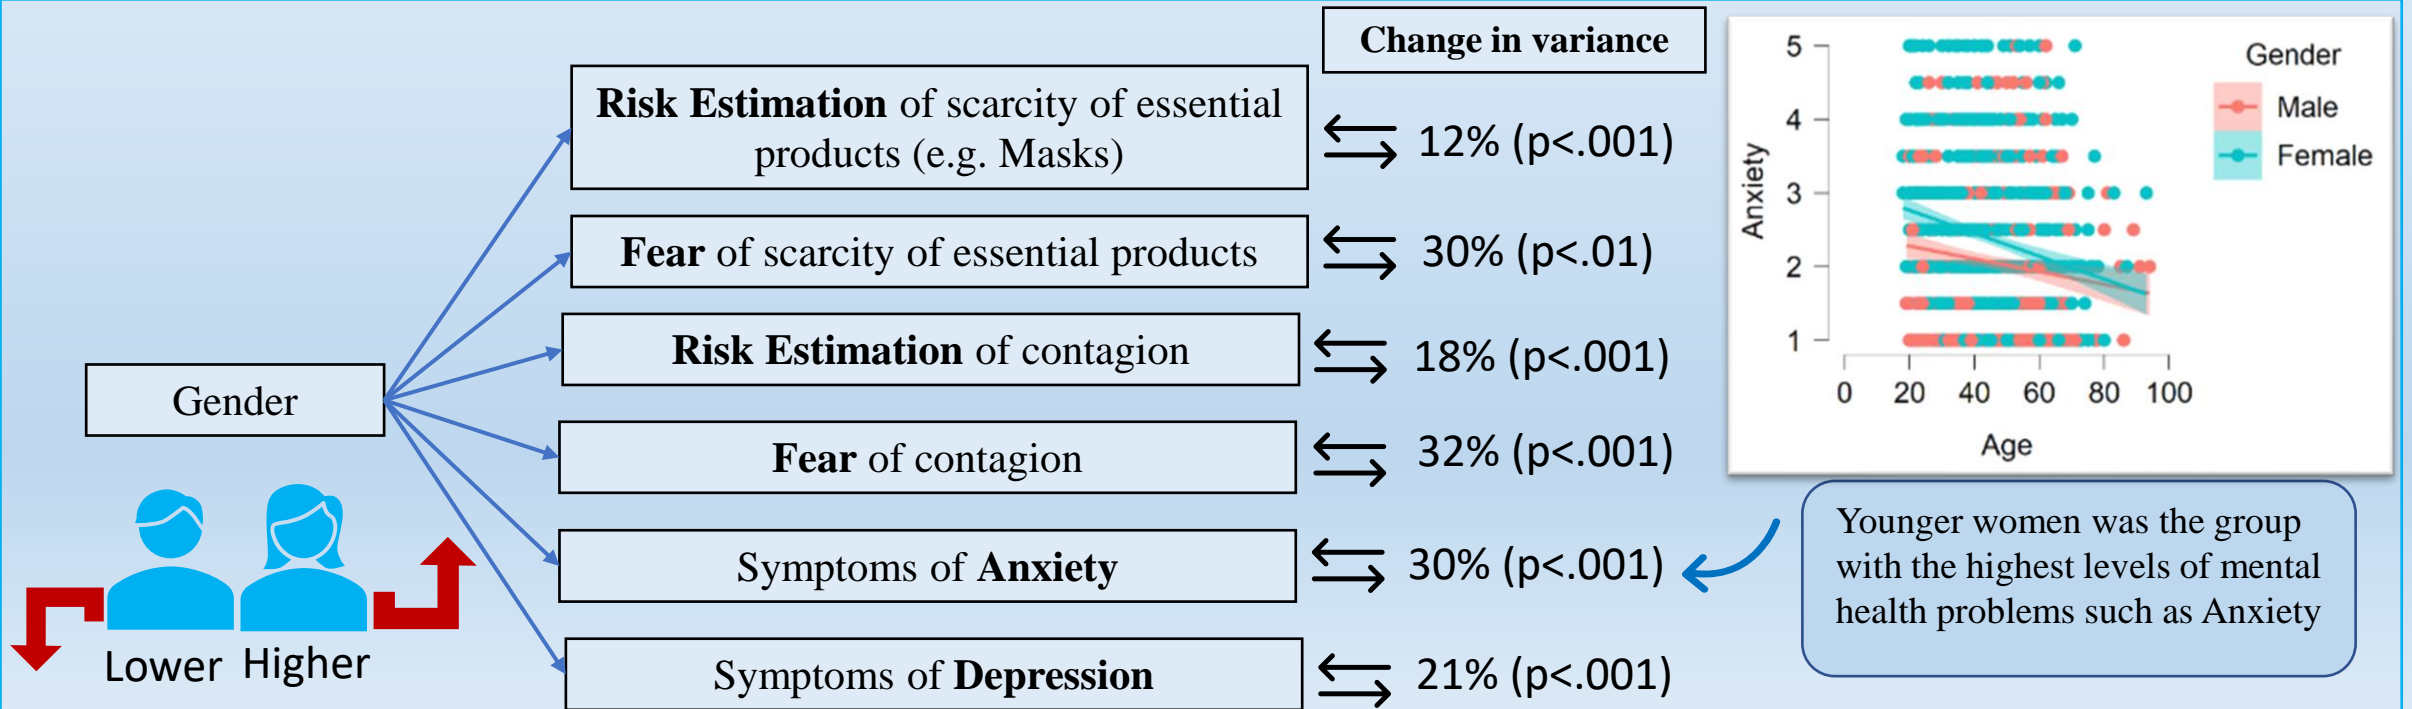 Change in variance
Risk Estimation of scarcity of essential
products (e.g. Masks)
12% (p<.001)
Fear of scarcity of essential products
30% (p<.01)
Risk Estimation of contagion
18% (p<.001)
Gender
Fear of contagion
32% (p<.001)
Symptoms of Anxiety
30% (p<.001)
Symptoms of Depression
21% (p<.001)
Lower
Higher
Anxiety
5
4
3
2
1
0 20 40 60 80 100
Age
Gender
Male
Female
Younger women was the group
with the highest levels of mental
health problems such as Anxiety